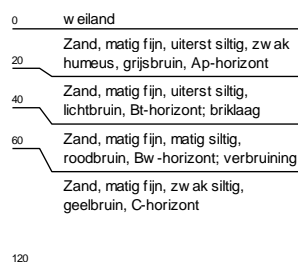 0 weiland
Zand, matig fijn, uiterst siltig, zwak
20 humeus, grijsbruin, Ap-horizont
Zand, matig fijn, uiterst siltig,
40 lichtbruin, Bt-horizont; briklaag
60 Zand, matig fijn, matig siltig,
roodbruin, Bw-horizont; verbruining
Zand, matig fijn, zwak siltig,
geelbruin, C-horizont
120